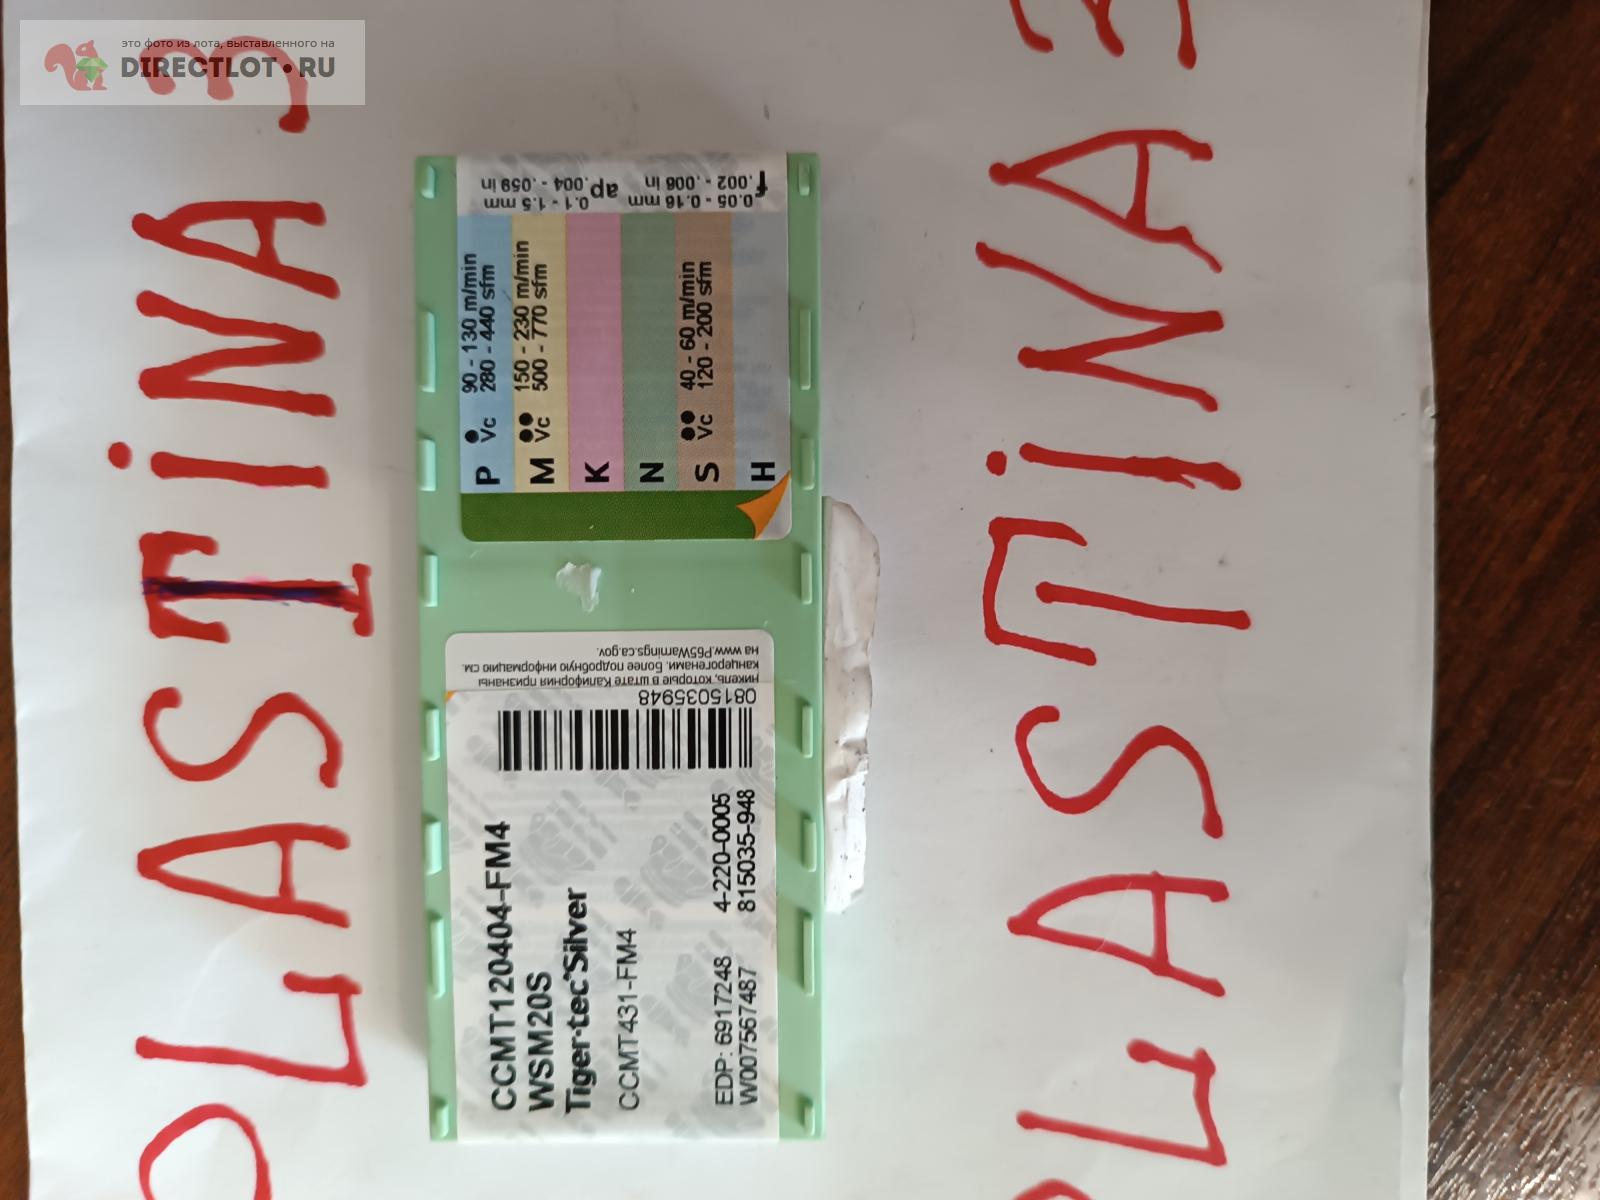 это фото из лота, выставленного на
DIRECTLOT.RU
PLASTINA 3
CCMT120404-FM4
WSM20S
Tiger·tec®Silver
CCMT431-FM4
EDP: 6917248 4-220-0005
W007567487 815035-948
0815035948
никель, которые в штате Калифорния признаны
канцерогенами. Более подробную информацию см.
на www.P65Warnings.ca.gov.
P Vc 90 - 130 m/min
280 - 440 sfm
M Vc 150 - 230 m/min
500 - 770 sfm
K
N
S Vc 40 - 60 m/min
120 - 200 sfm
H
0.05 - 0.16 mm
f .002 - .006 in
0.1 - 1.5 mm
ap .004 - .059 in
PLASTINA 3